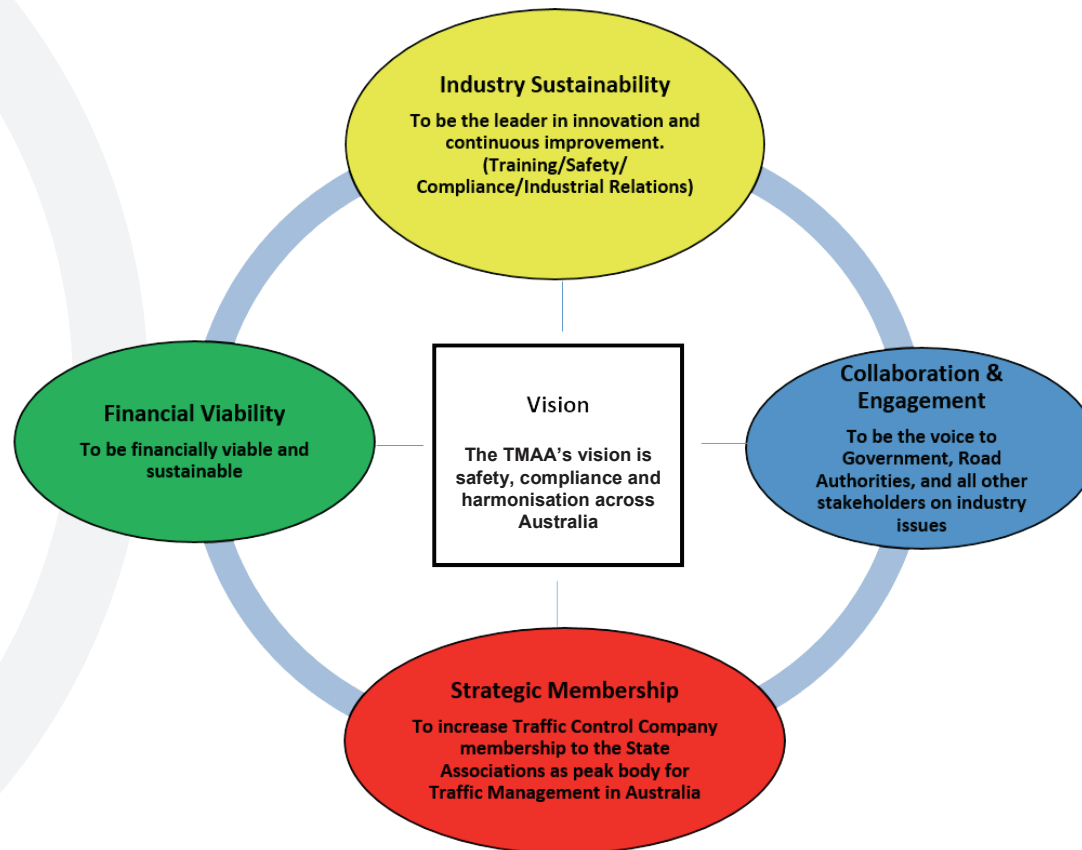 Industry Sustainability
To be the leader in innovation and
continuous improvement.
(Training/Safety/
Compliance/Industrial Relations)
Financial Viability
To be financially viable and
sustainable
Vision
The TMAA’s vision is
safety, compliance and
harmonisation across
Australia
Collaboration &
Engagement
To be the voice to
Government, Road
Authorities, and all other
stakeholders on industry
issues
Strategic Membership
To increase Traffic Control Company
membership to the State
Associations as peak body for
Traffic Management in Australia